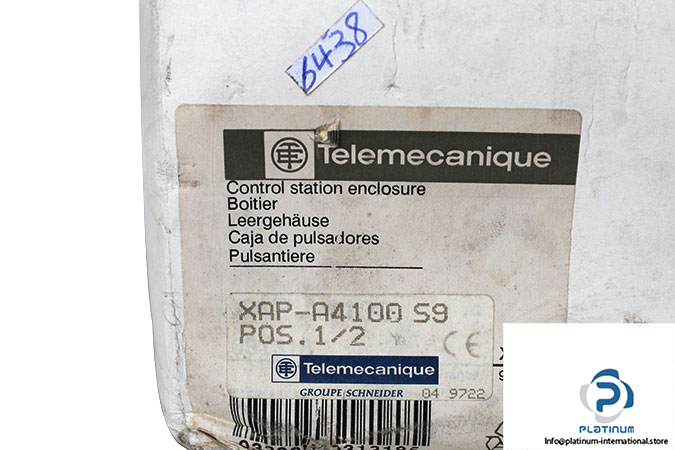 6438
Telemecanique
Control station enclosure
Boitier
Leergehäuse
Caja de pulsadores
Pulsantiere
XAP-A4100 S9
POS.1/2
CE
Telemecanique
GROUPE SCHNEIDER
04 9722
PLATINUM
Info@platinum-international.store